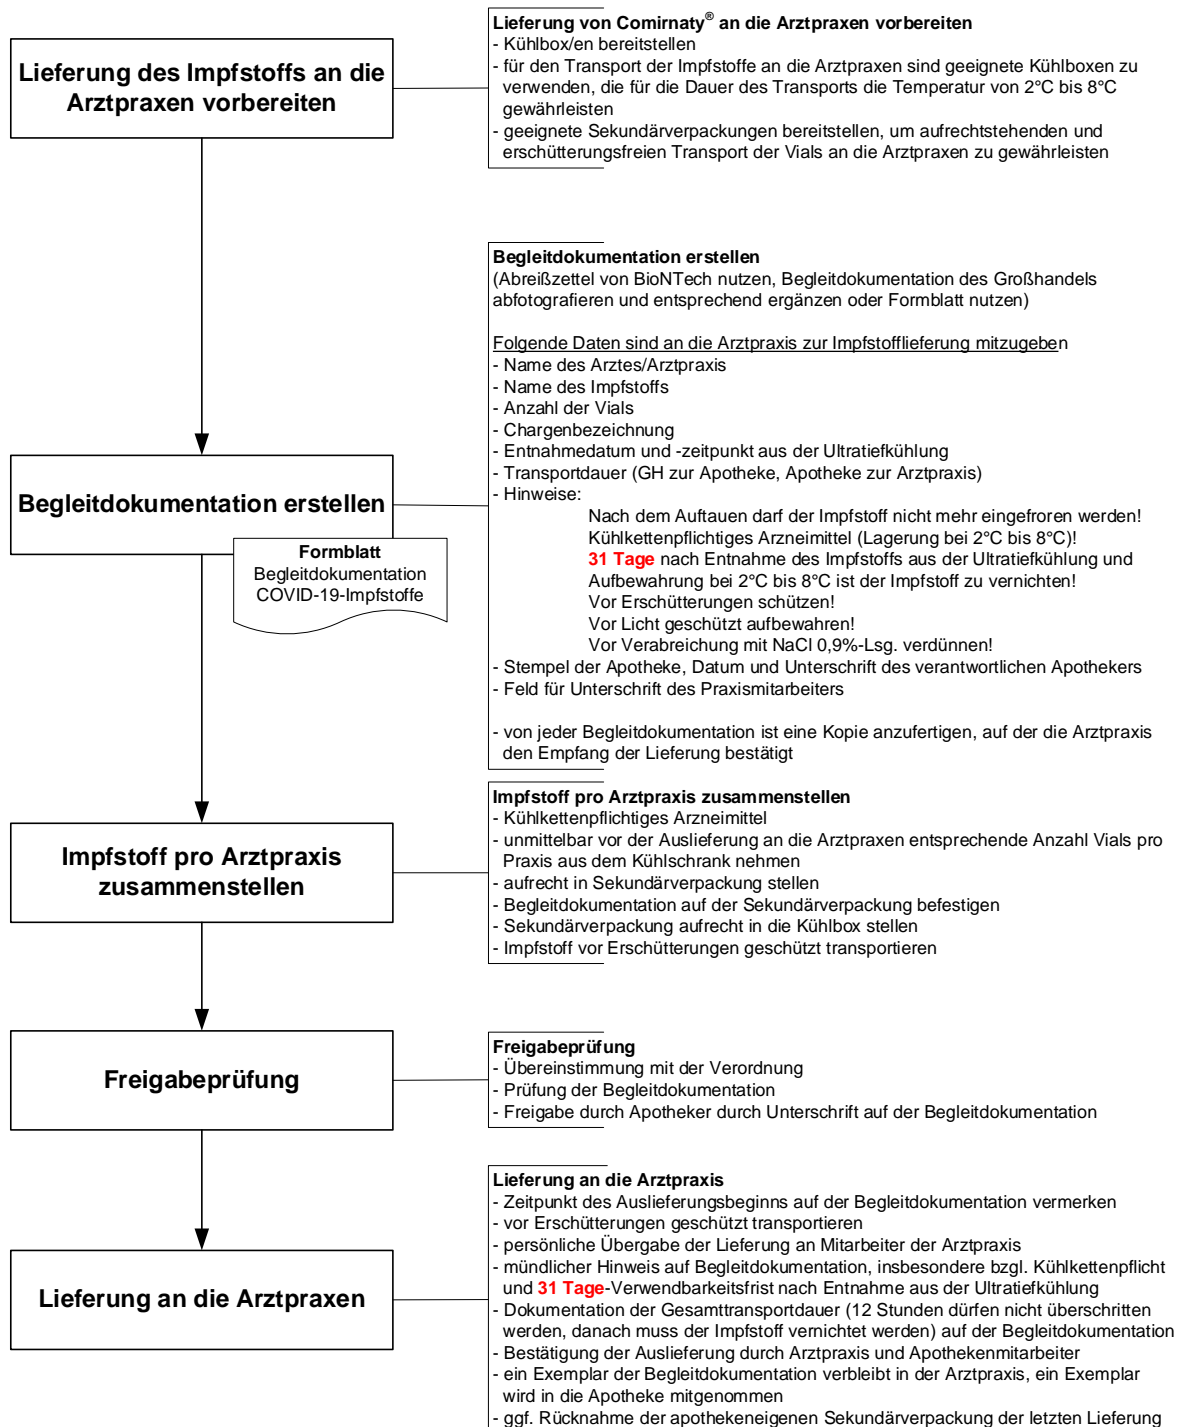 Lieferung des Impfstoffs an die
Arztpraxen vorbereiten
Lieferung von Comirnaty® an die Arztpraxen vorbereiten
- Kühlbox/en bereitstellen
- für den Transport der Impfstoffe an die Arztpraxen sind geeignete Kühlboxen zu
verwenden, die für die Dauer des Transports die Temperatur von 2°C bis 8°C
gewährleisten
- geeignete Sekundärverpackungen bereitstellen, um aufrechtstehenden und
erschütterungsfreien Transport der Vials an die Arztpraxen zu gewährleisten
Begleitdokumentation erstellen
Formblatt
Begleitdokumentation
COVID-19-Impfstoffe
Begleitdokumentation erstellen
(Abreißzettel von BioNTech nutzen, Begleitdokumentation des Großhandels
abfotografieren und entsprechend ergänzen oder Formblatt nutzen)
Folgende Daten sind an die Arztpraxis zur Impfstofflieferung mitzugeben
- Name des Arztes/Arztpraxis
- Name des Impfstoffs
- Anzahl der Vials
- Chargenbezeichnung
- Entnahmedatum und -zeitpunkt aus der Ultratiefkühlung
- Transportdauer (GH zur Apotheke, Apotheke zur Arztpraxis)
- Hinweise:
Nach dem Auftauen darf der Impfstoff nicht mehr eingefroren werden!
Kühlkettenpflichtiges Arzneimittel (Lagerung bei 2°C bis 8°C)!
31 Tage nach Entnahme des Impfstoffs aus der Ultratiefkühlung und
Aufbewahrung bei 2°C bis 8°C ist der Impfstoff zu vernichten!
Vor Erschütterungen schützen!
Vor Licht geschützt aufbewahren!
Vor Verabreichung mit NaCl 0,9%-Lsg. verdünnen!
- Stempel der Apotheke, Datum und Unterschrift des verantwortlichen Apothekers
- Feld für Unterschrift des Praxismitarbeiters
- von jeder Begleitdokumentation ist eine Kopie anzufertigen, auf der die Arztpraxis
den Empfang der Lieferung bestätigt
Impfstoff pro Arztpraxis
zusammenstellen
Impfstoff pro Arztpraxis zusammenstellen
- Kühlkettenpflichtiges Arzneimittel
- unmittelbar vor der Auslieferung an die Arztpraxen entsprechende Anzahl Vials pro
Praxis aus dem Kühlschrank nehmen
- aufrecht in Sekundärverpackung stellen
- Begleitdokumentation auf der Sekundärverpackung befestigen
- Sekundärverpackung aufrecht in die Kühlbox stellen
- Impfstoff vor Erschütterungen geschützt transportieren
Freigabeprüfung
Freigabeprüfung
- Übereinstimmung mit der Verordnung
- Prüfung der Begleitdokumentation
- Freigabe durch Apotheker durch Unterschrift auf der Begleitdokumentation
Lieferung an die Arztpraxen
Lieferung an die Arztpraxis
- Zeitpunkt des Auslieferungsbeginns auf der Begleitdokumentation vermerken
- vor Erschütterungen geschützt transportieren
- persönliche Übergabe der Lieferung an Mitarbeiter der Arztpraxis
- mündlicher Hinweis auf Begleitdokumentation, insbesondere bzgl. Kühlkettenpflicht
und 31 Tage-Verwendbarkeitsfrist nach Entnahme aus der Ultratiefkühlung
- Dokumentation der Gesamttransportdauer (12 Stunden dürfen nicht überschritten
werden, danach muss der Impfstoff vernichtet werden) auf der Begleitdokumentation
- Bestätigung der Auslieferung durch Arztpraxis und Apothekenmitarbeiter
- ein Exemplar der Begleitdokumentation verbleibt in der Arztpraxis, ein Exemplar
wird in die Apotheke mitgenommen
- ggf. Rücknahme der apothekeneigenen Sekundärverpackung der letzten Lieferung